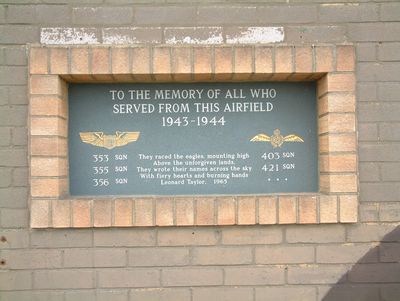 TO THE MEMORY OF ALL WHO
SERVED FROM THIS AIRFIELD
1943-1944
353 SQN
355 SQN
356 SQN
They raced the eagles, mounting high
Above the unforgiven lands,
They wrote their names across the sky
With fiery hearts and burning hands
Leonard Taylor, 1965
403 SQN
421 SQN
• • •